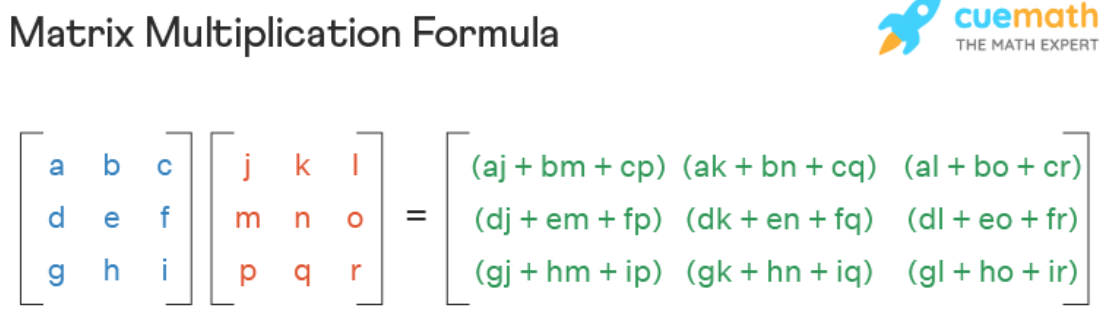 Matrix Multiplication Formula
cuemath
THE MATH EXPERT
a b c j k l (aj + bm + cp) (ak + bn + cq) (al + bo + cr)
d e f m n o = (dj + em + fp) (dk + en + fq) (dl + eo + fr)
g h i p q r (gj + hm + ip) (gk + hn + iq) (gl + ho + ir)